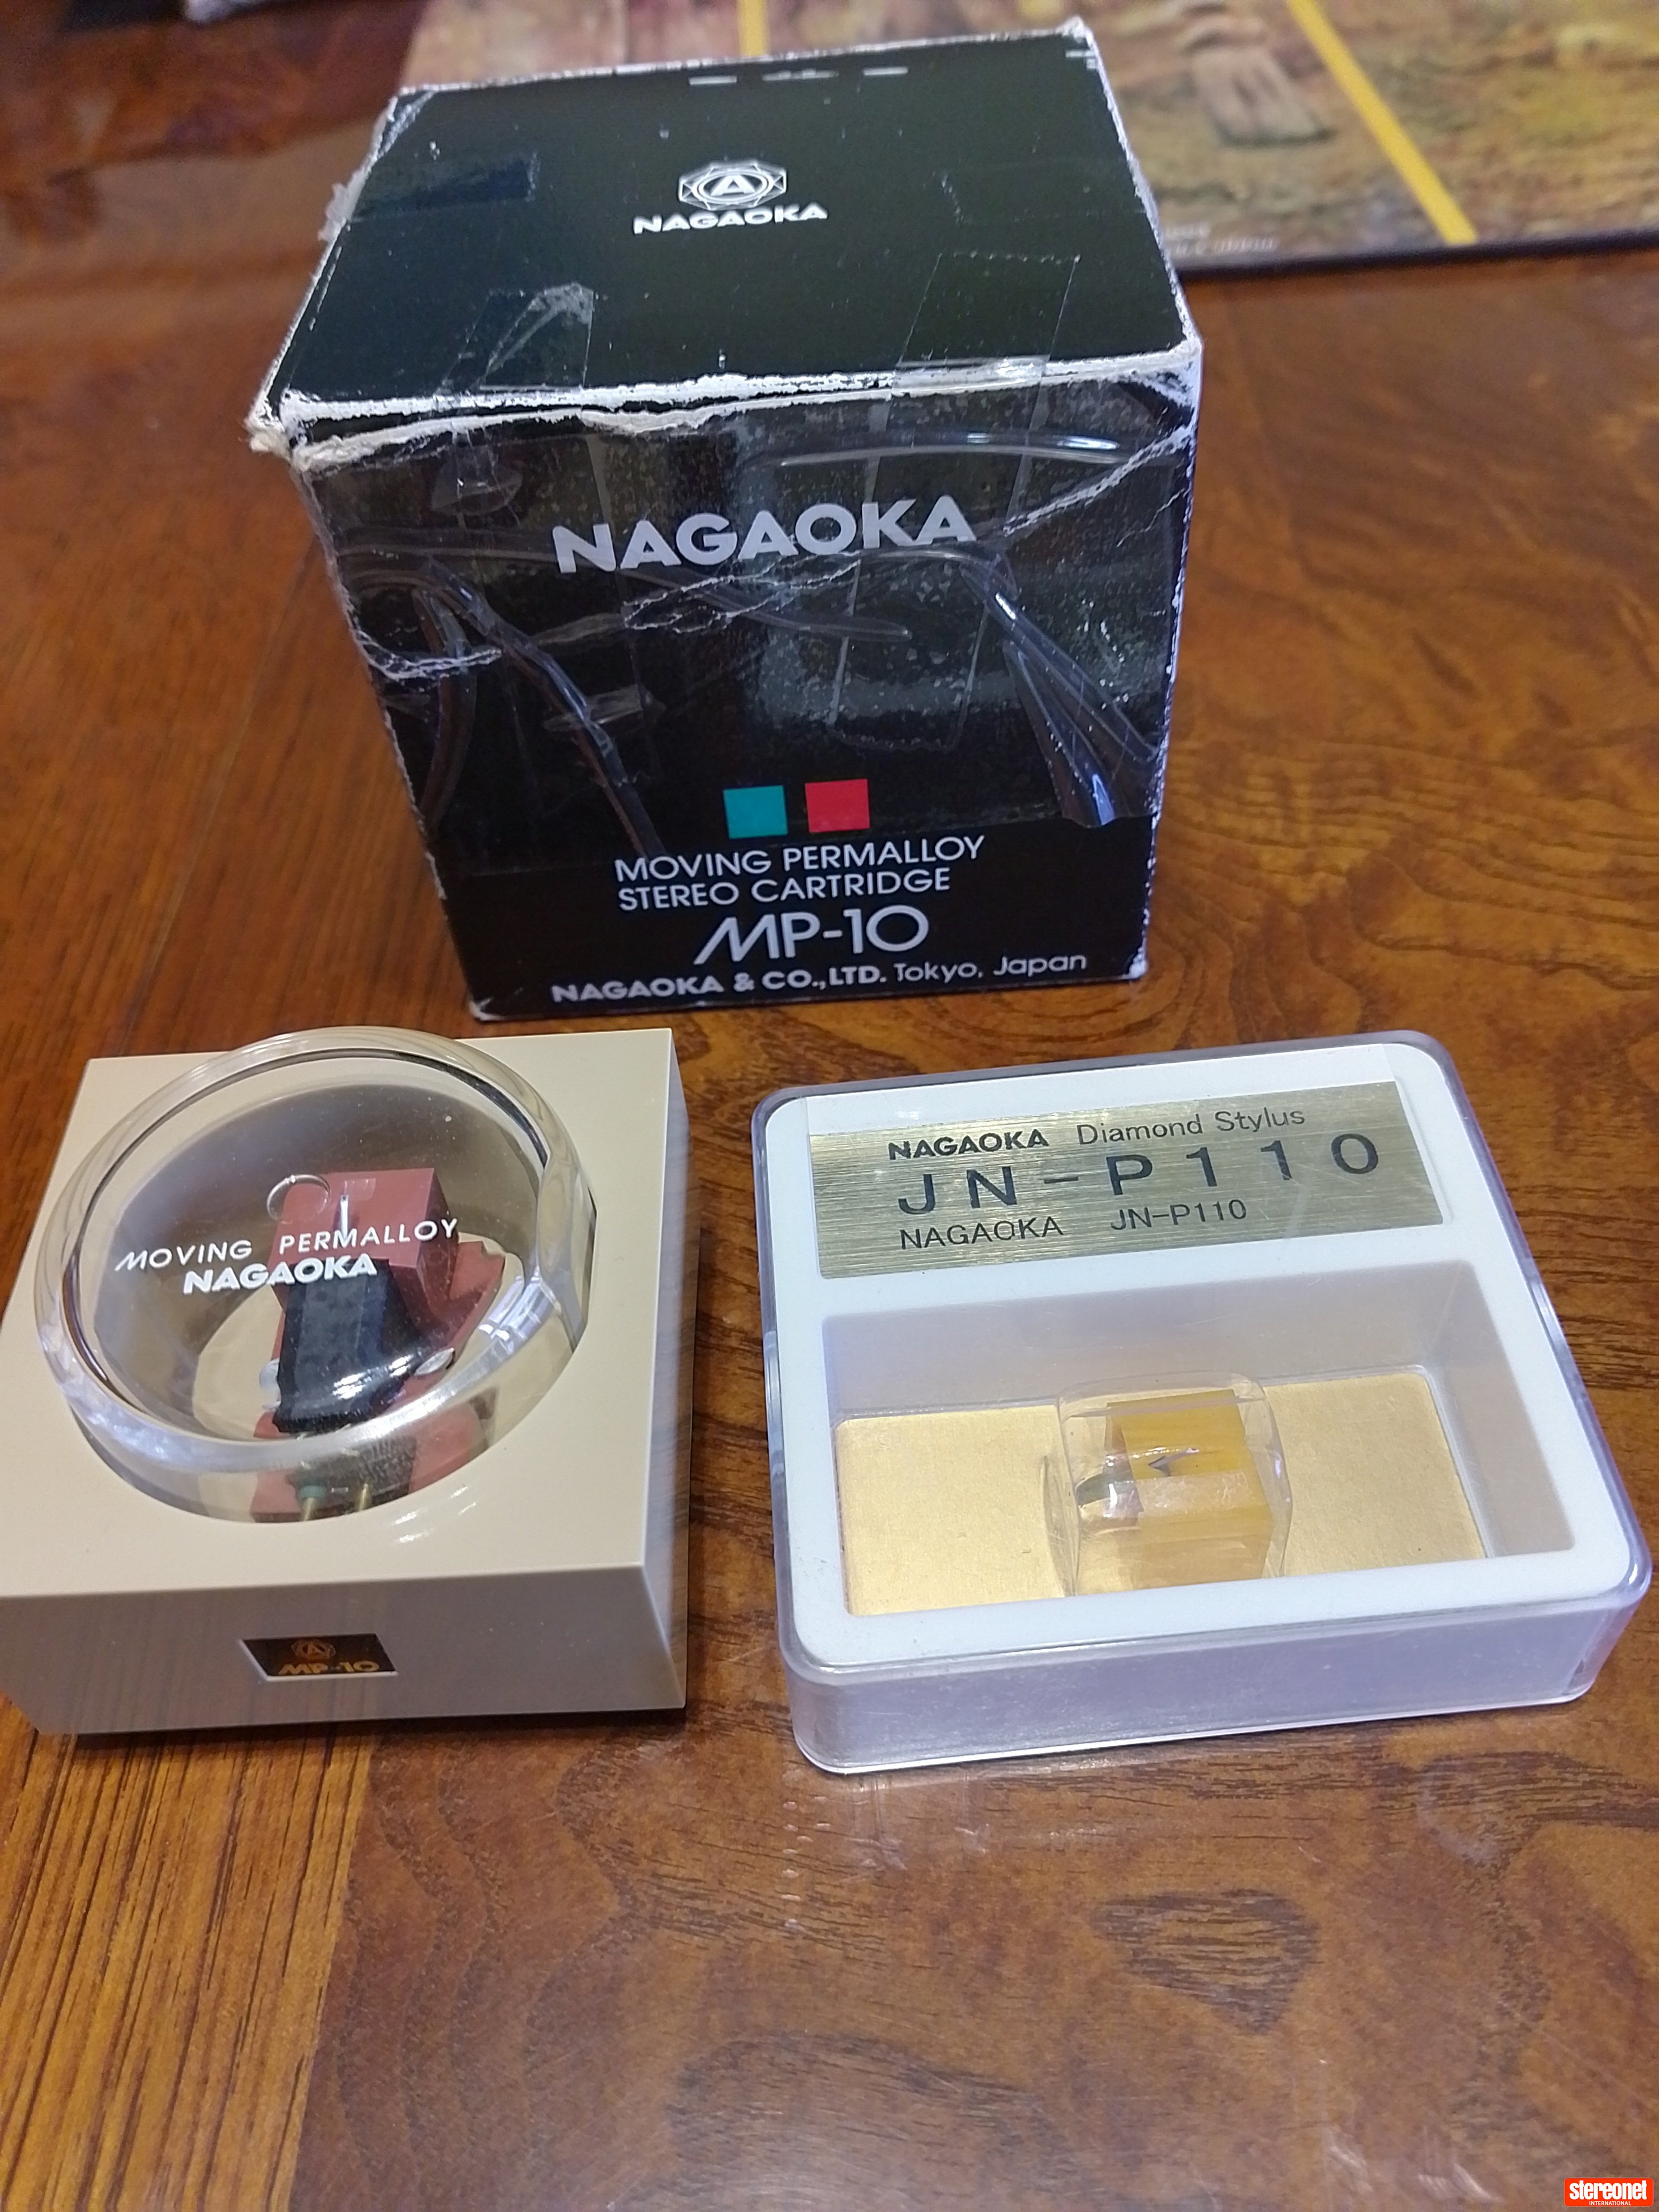 NAGAOKA
NAGAOKA
MOVING PERMALLOY
STEREO CARTRIDGE
MP-10
NAGAOKA & CO.,LTD. Tokyo, Japan
MOVING PERMALLOY
NAGAOKA
MP-10
NAGAOKA Diamond Stylus
JN-P110
NAGAOKA JN-P110
stereonet
INTERNATIONAL